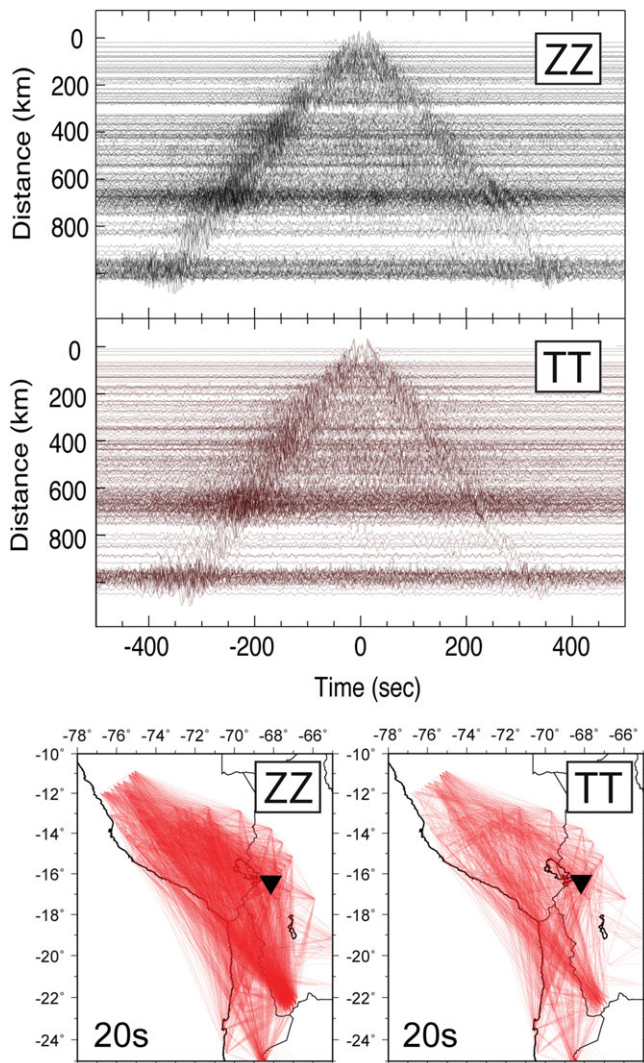 ZZ
Distance (km)
0
200
400
600
800
TT
Distance (km)
0
200
400
600
800
-400 -200 0 200 400
Time (sec)
-78 -76° -74° -72° -70° -68° -66° -78° -76° -74° -72° -70° -68° -66°
-10° -10°
ZZ TT
-12° -12°
-14° -14°
-16° -16°
-18° -18°
-20° -20°
-22° -22°
-24° -24°
20s 20s